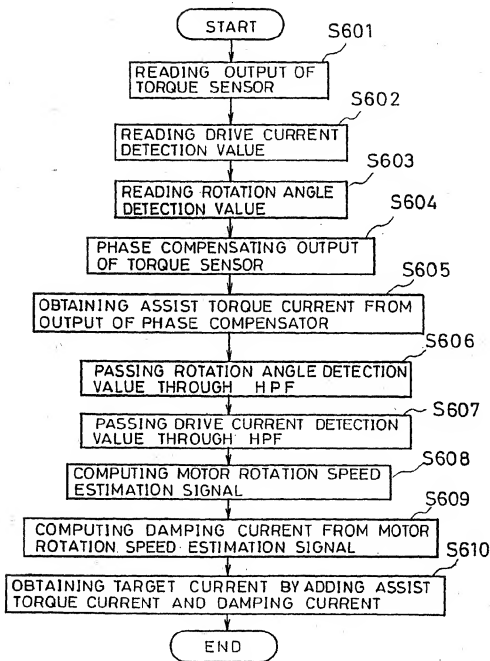 START
S601
READING OUTPUT OF
TORQUE SENSOR
S602
READING DRIVE CURRENT
DETECTION VALUE
S603
READING ROTATION ANGLE
DETECTION VALUE
S604
PHASE COMPENSATING OUTPUT
OF TORQUE SENSOR
S605
OBTAINING ASSIST TORQUE CURRENT FROM
OUTPUT OF PHASE COMPENSATOR
S606
PASSING ROTATION ANGLE DETECTION
VALUE THROUGH HPF
S607
PASSING DRIVE CURRENT DETECTION
VALUE THROUGH HPF
S608
COMPUTING MOTOR ROTATION SPEED
ESTIMATION SIGNAL
S609
COMPUTING DAMPING CURRENT FROM MOTOR
ROTATION SPEED ESTIMATION SIGNAL
S610
OBTAINING TARGET CURRENT BY ADDING ASSIST
TORQUE CURRENT AND DAMPING CURRENT
END